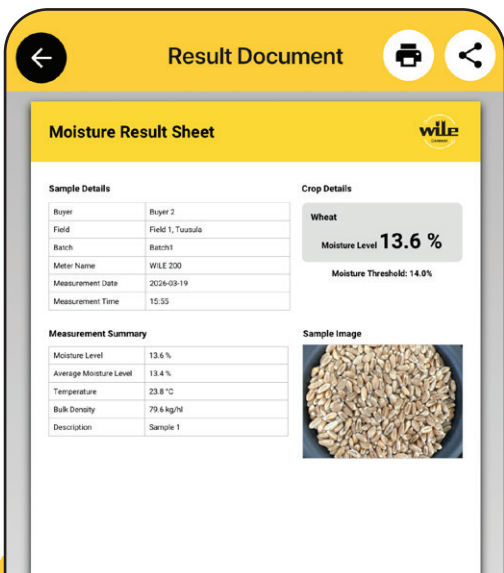 Result Document
Moisture Result Sheet
wile
Sample Details
Buyer Buyer 2
Field Field 1, Tuusula
Batch Batch1
Meter Name WILE 200
Measurement Date 2026-03-19
Measurement Time 15:55
Crop Details
Wheat
Moisture Level 13.6 %
Moisture Threshold: 14.0%
Measurement Summary
Moisture Level 13.6 %
Average Moisture Level 13.4 %
Temperature 23.8 °C
Bulk Density 79.6 kg/hl
Description Sample 1
Sample Image